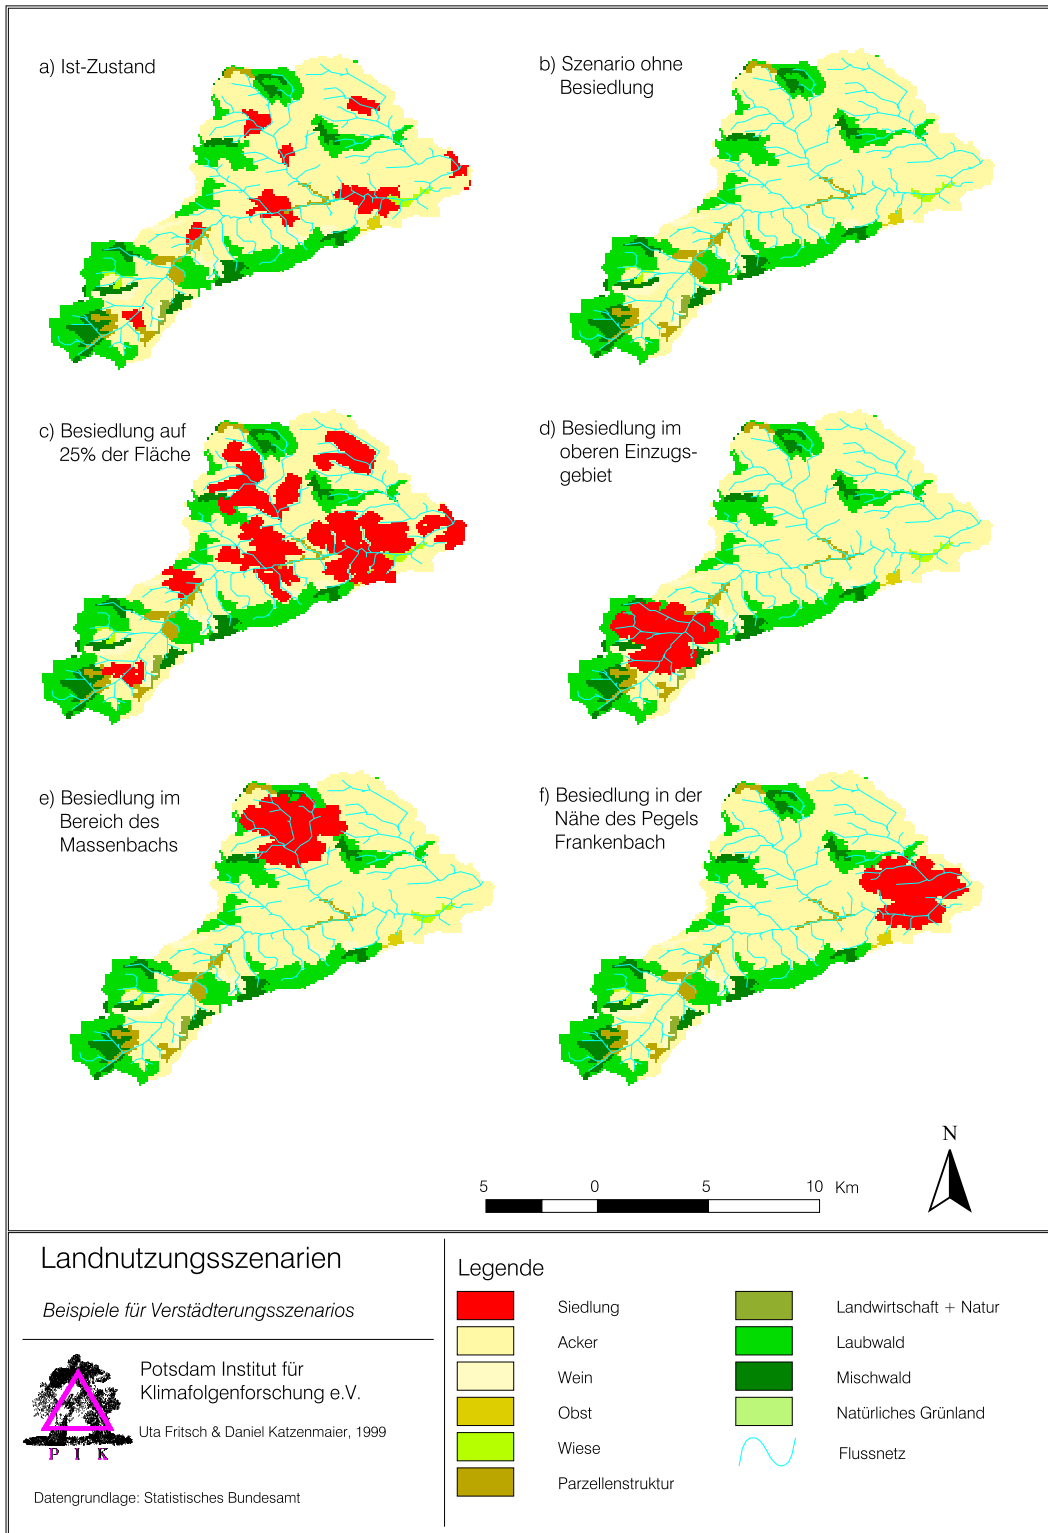 a) Ist-Zustand
b) Szenario ohne
Besiedlung
c) Besiedlung auf
25% der Fläche
d) Besiedlung im
oberen Einzugs-
gebiet
e) Besiedlung im
Bereich des
Massenbachs
f) Besiedlung in der
Nähe des Pegels
Frankenbach
N
5 0 5 10 Km
Landnutzungsszenarien
Beispiele für Verstädterungsszenarios
Potsdam Institut für
Klimafolgenforschung e.V.
Uta Fritsch & Daniel Katzenmaier, 1999
P I K
Datengrundlage: Statistisches Bundesamt
Legende
Siedlung
Acker
Wein
Obst
Wiese
Parzellenstruktur
Landwirtschaft + Natur
Laubwald
Mischwald
Natürliches Grünland
Flussnetz